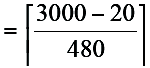 = ⌈(3000 − 20)/480⌉